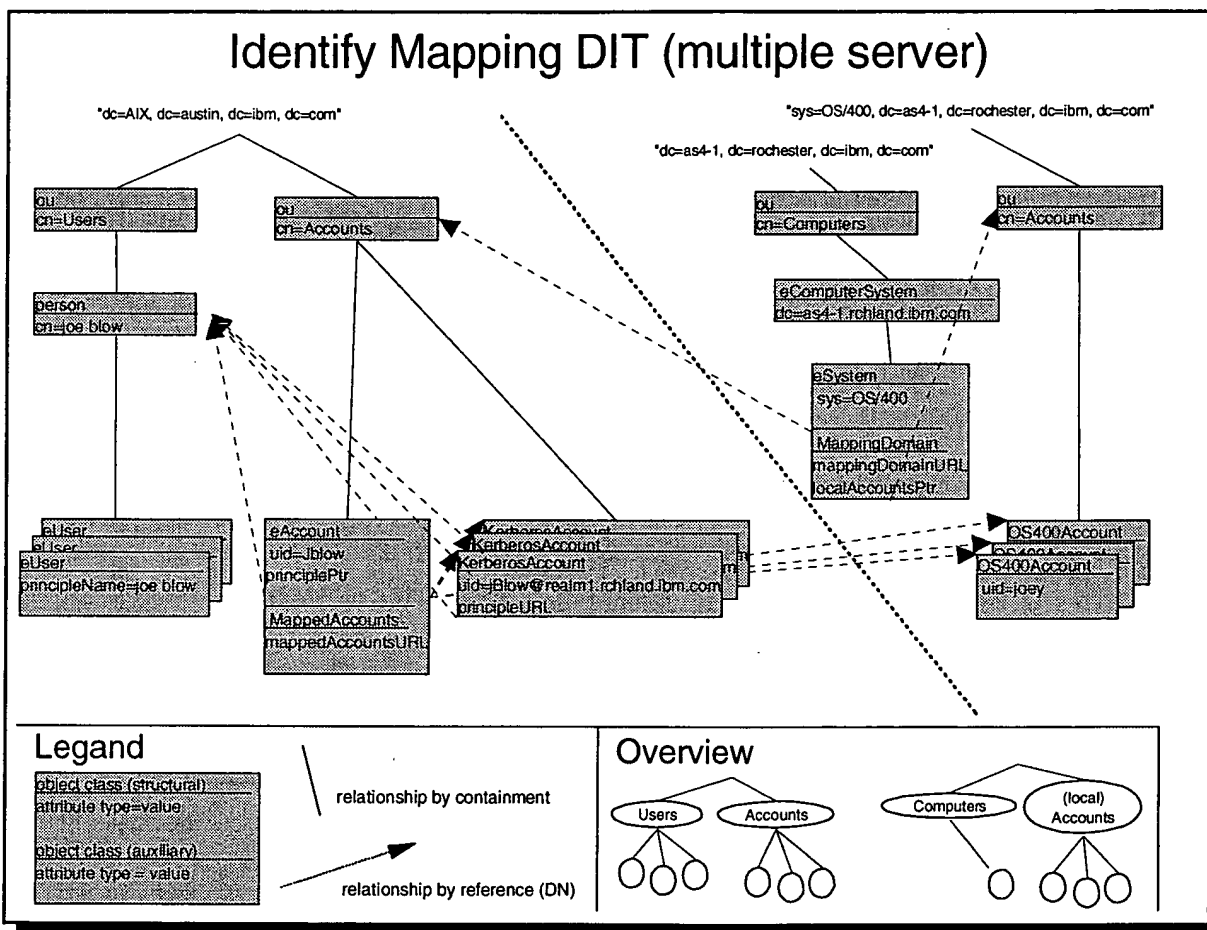 Identify Mapping DIT (multiple server)
"dc=AIX, dc=austin, dc=ibm, dc=com"
"sys=OS/400, dc=as4-1, dc=rochester, dc=ibm, dc=com"
"dc=as4-1, dc=rochester, dc=ibm, dc=com"
ou
cn=Users
ou
cn=Accounts
ou
cn=Computers
ou
cn=Accounts
person
cn=joe blow
eComputerSystem
dc=as4-1.rchland.ibm.com
eSystem
sys=OS/400
MappingDomain
mappingDomainURL
localAccountsPtr
eUser
eUser
eUser
principleName=joe blow
eAccount
uid=jblow
principlePtr
MappedAccounts
mappedAccountsURL
KerberosAccount
KerberosAccount
KerberosAccount
uid=jBlow@realm1.rchland.ibm.com
principleURL
OS400Account
OS400Account
OS400Account
uid=joey
Legand
object class (structural)
attribute type=value
object class (auxiliary)
attribute type = value
relationship by containment
relationship by reference (DN)
Overview
Users
Accounts
Computers
(local)
Accounts